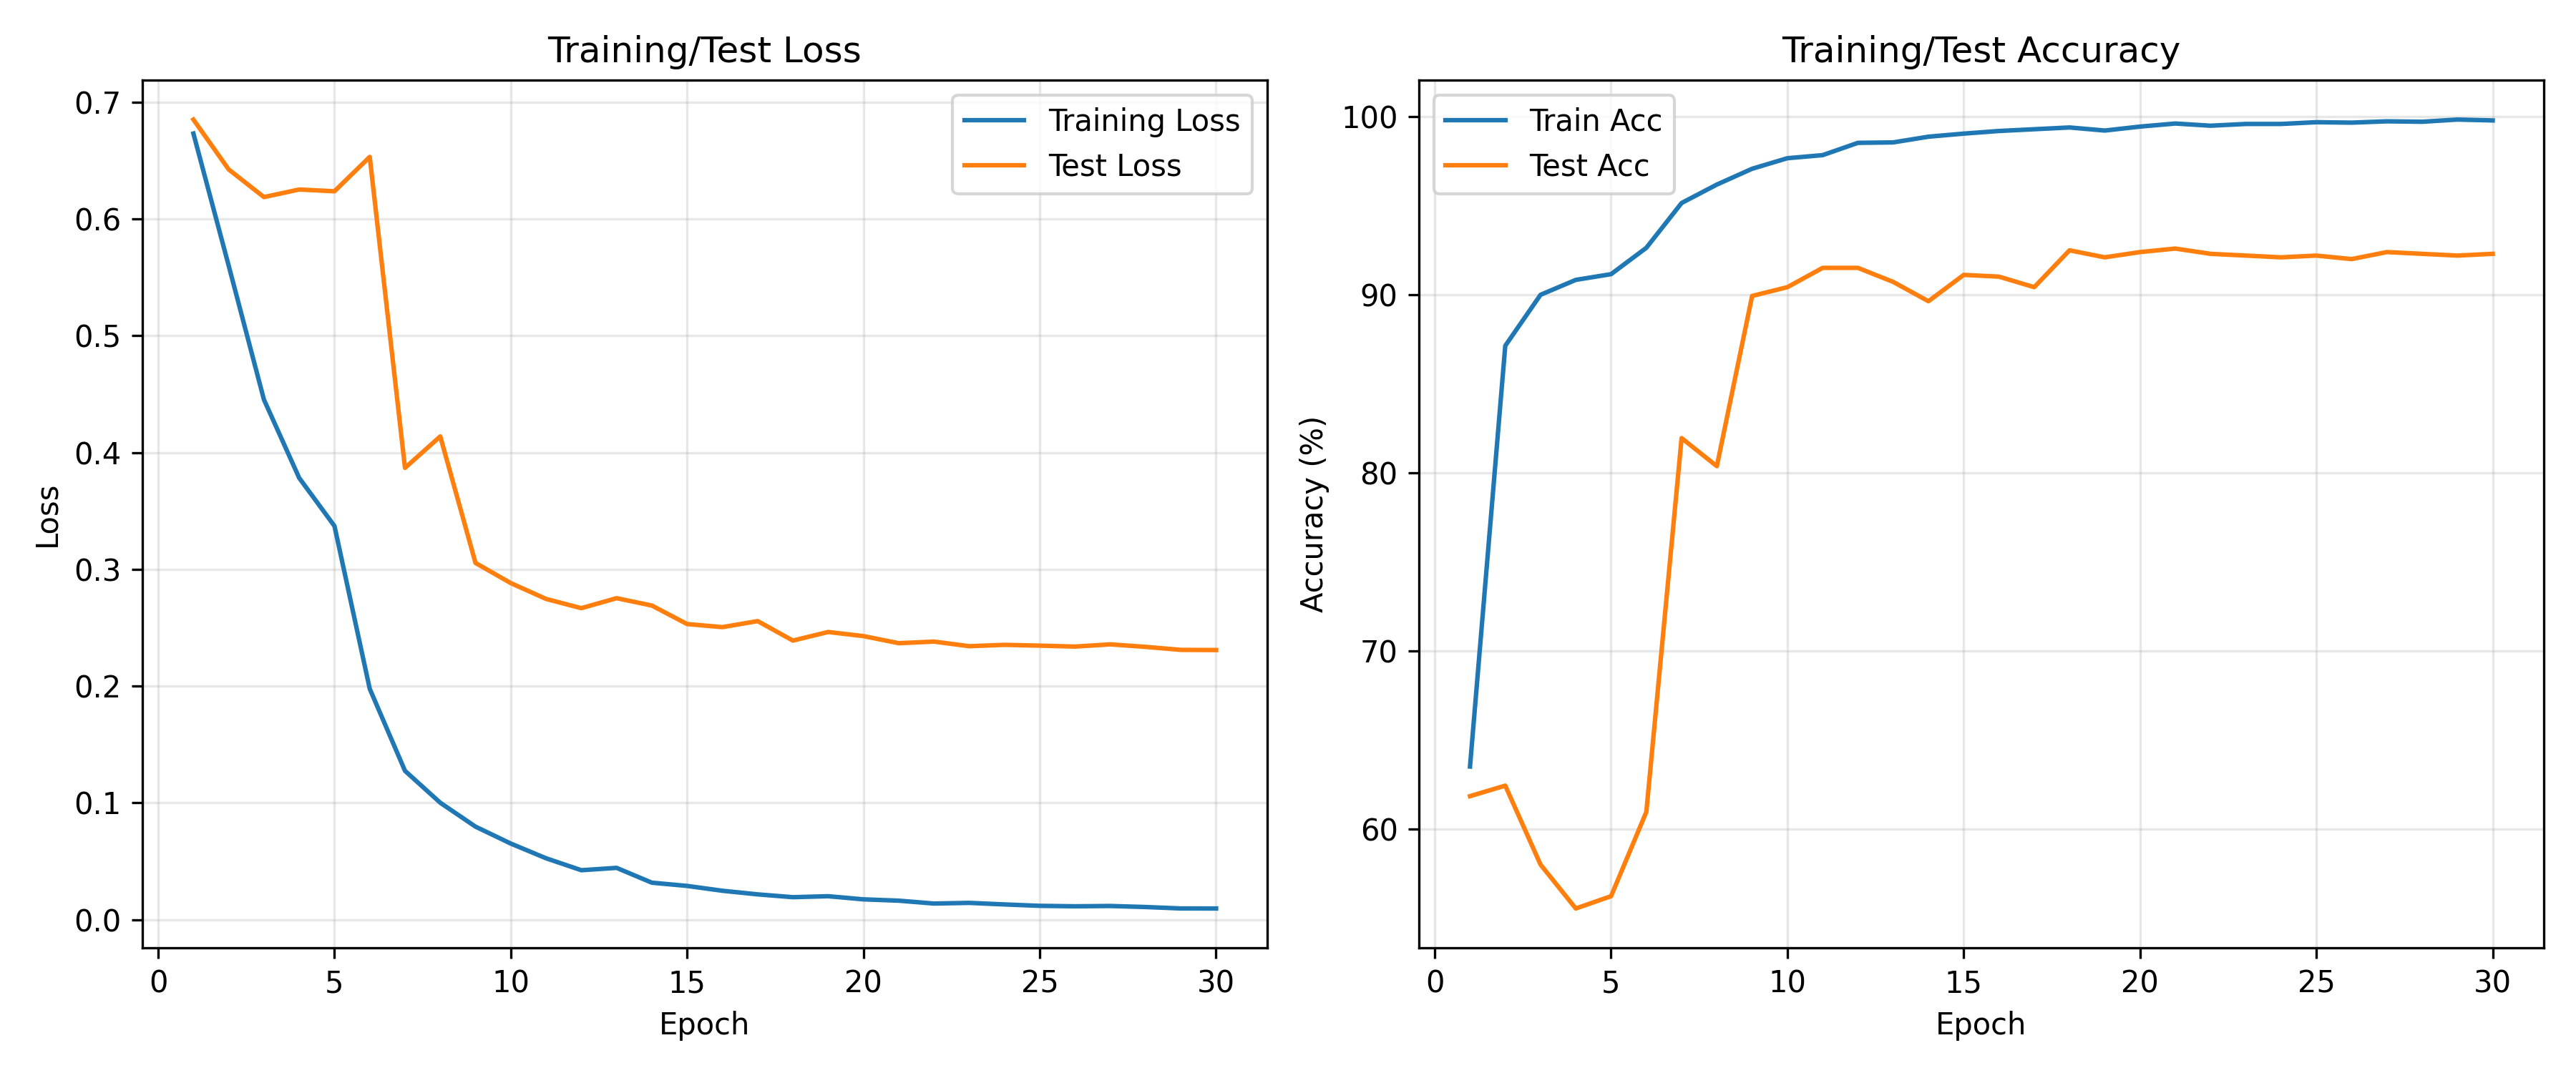 Training/Test Loss
Loss
0.7
0.6
0.5
0.4
0.3
0.2
0.1
0.0
Training Loss
Test Loss
0 5 10 15 20 25 30
Epoch
Training/Test Accuracy
Accuracy (%)
100
90
80
70
60
Train Acc
Test Acc
0 5 10 15 20 25 30
Epoch